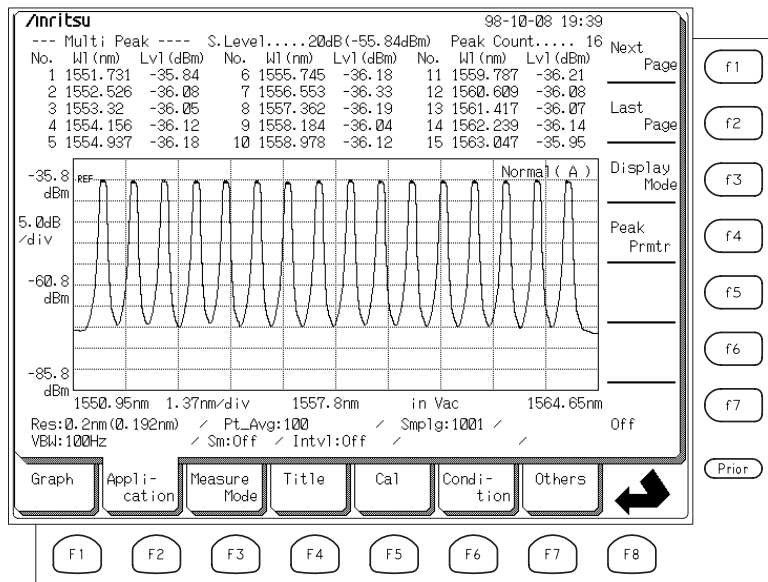 /inritsu 98-10-08 19:39
--- Multi Peak ---- S.Level.....20dB(-55.84dBm) Peak Count..... 16
No. Wl(nm) Lvl(dBm) No. Wl(nm) Lvl(dBm) No. Wl(nm) Lvl(dBm)
1 1551.731 -35.84 6 1555.745 -36.18 11 1559.787 -36.21
2 1552.526 -36.08 7 1556.553 -36.33 12 1560.609 -36.08
3 1553.32 -36.05 8 1557.362 -36.19 13 1561.417 -36.07
4 1554.156 -36.12 9 1558.184 -36.04 14 1562.239 -36.14
5 1554.937 -36.18 10 1558.978 -36.12 15 1563.047 -35.95
Next
Page
f1
Last
Page
f2
Display
Mode
f3
Peak
Prmtr
f4
f5
f6
Off
f7
Prior
-35.8
dBm
REF
Normal( A )
5.0dB
/div
-60.8
dBm
-85.8
dBm
1550.95nm 1.37nm/div 1557.8nm in Vac 1564.65nm
Res:0.2nm(0.192nm) / Pt_Avg:100 / Smplg:1001 /
VBW:100Hz / Sm:Off / Intvl:Off / /
Graph
Appli-
cation
Measure
Mode
Title
Cal
Condi-
tion
Others
F1 F2 F3 F4 F5 F6 F7 F8